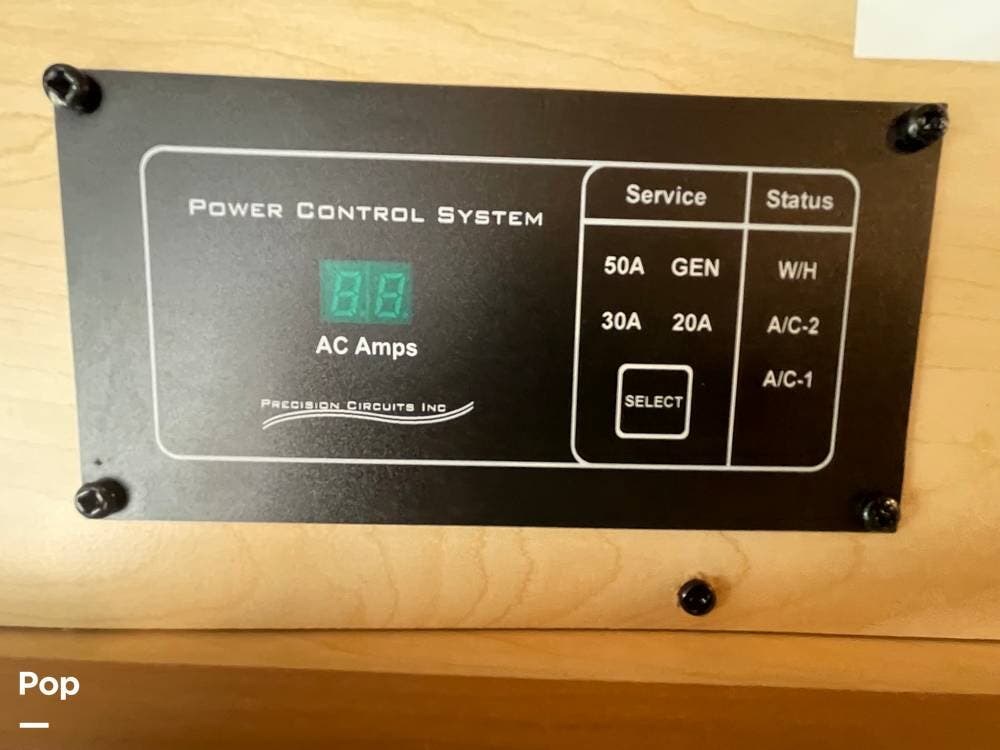 POWER CONTROL SYSTEM
AC Amps
PRECISION CIRCUITS INC
Service
50A GEN
30A 20A
SELECT
Status
W/H
A/C-2
A/C-1
Pop